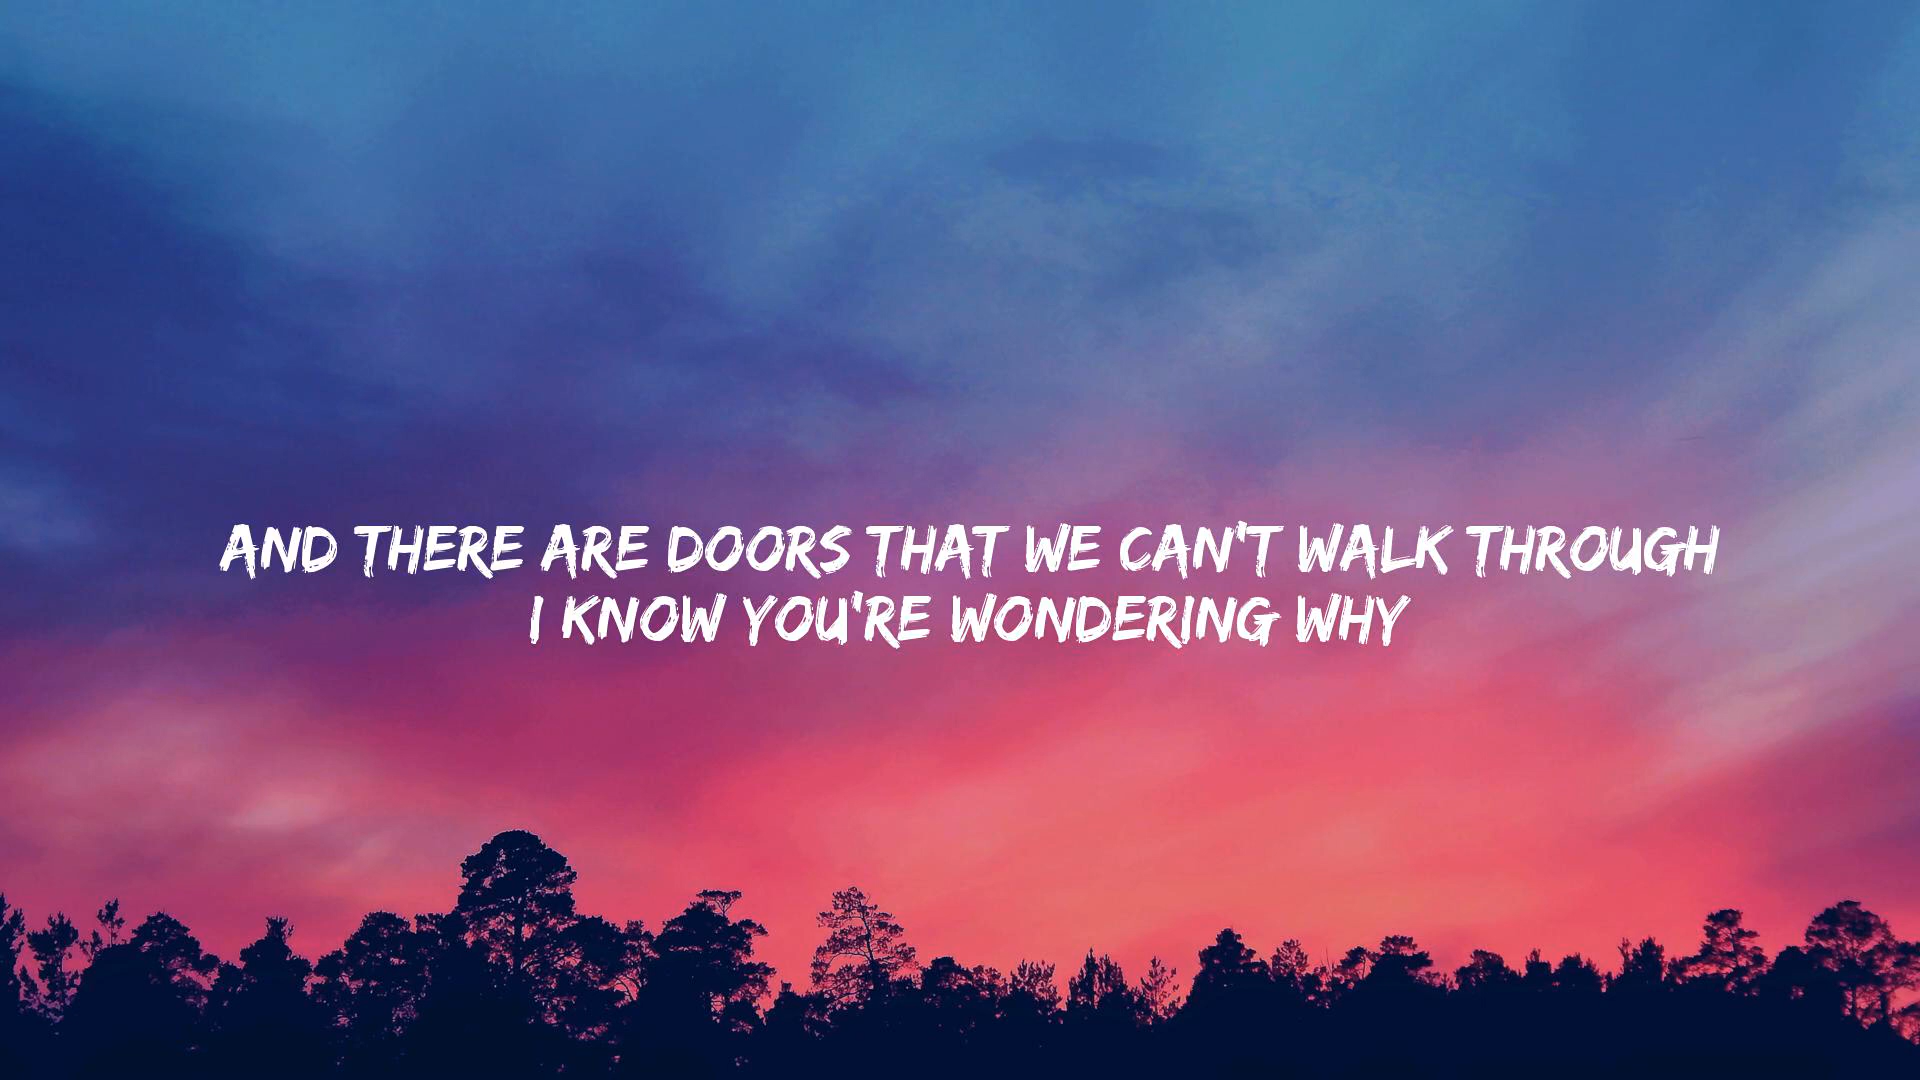 AND THERE ARE DOORS THAT WE CAN'T WALK THROUGH
I KNOW YOU'RE WONDERING WHY